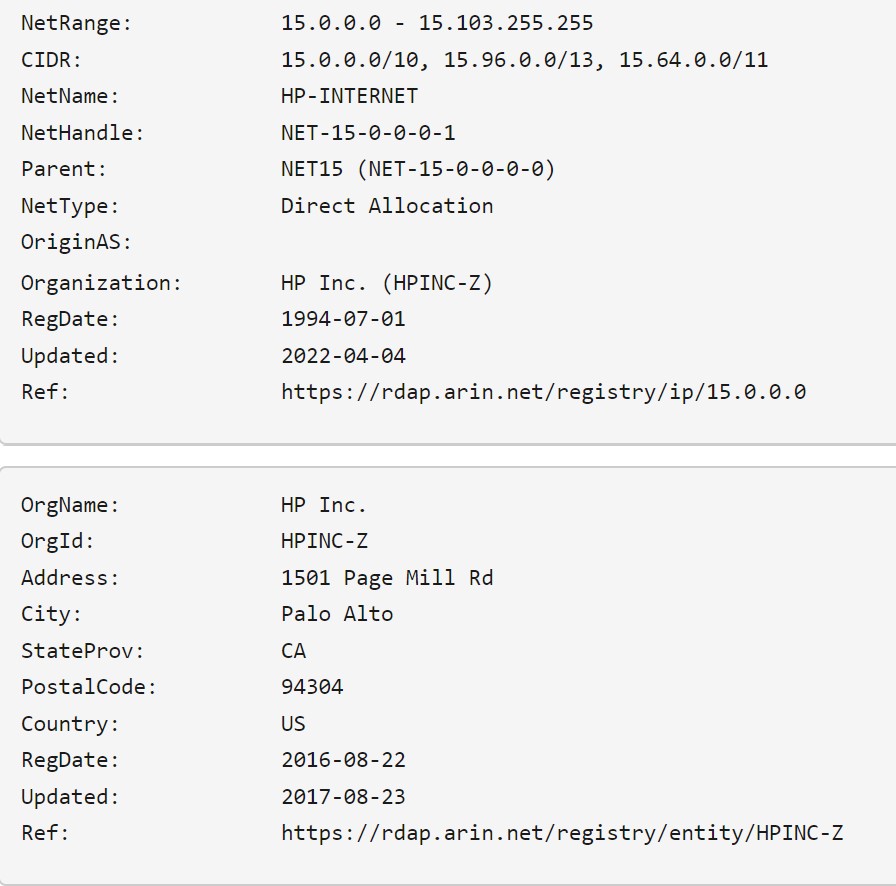 NetRange: 15.0.0.0 - 15.103.255.255
CIDR: 15.0.0.0/10, 15.96.0.0/13, 15.64.0.0/11
NetName: HP-INTERNET
NetHandle: NET-15-0-0-0-1
Parent: NET15 (NET-15-0-0-0-0)
NetType: Direct Allocation
OriginAS:
Organization: HP Inc. (HPINC-Z)
RegDate: 1994-07-01
Updated: 2022-04-04
Ref: https://rdap.arin.net/registry/ip/15.0.0.0
OrgName: HP Inc.
OrgId: HPINC-Z
Address: 1501 Page Mill Rd
City: Palo Alto
StateProv: CA
PostalCode: 94304
Country: US
RegDate: 2016-08-22
Updated: 2017-08-23
Ref: https://rdap.arin.net/registry/entity/HPINC-Z